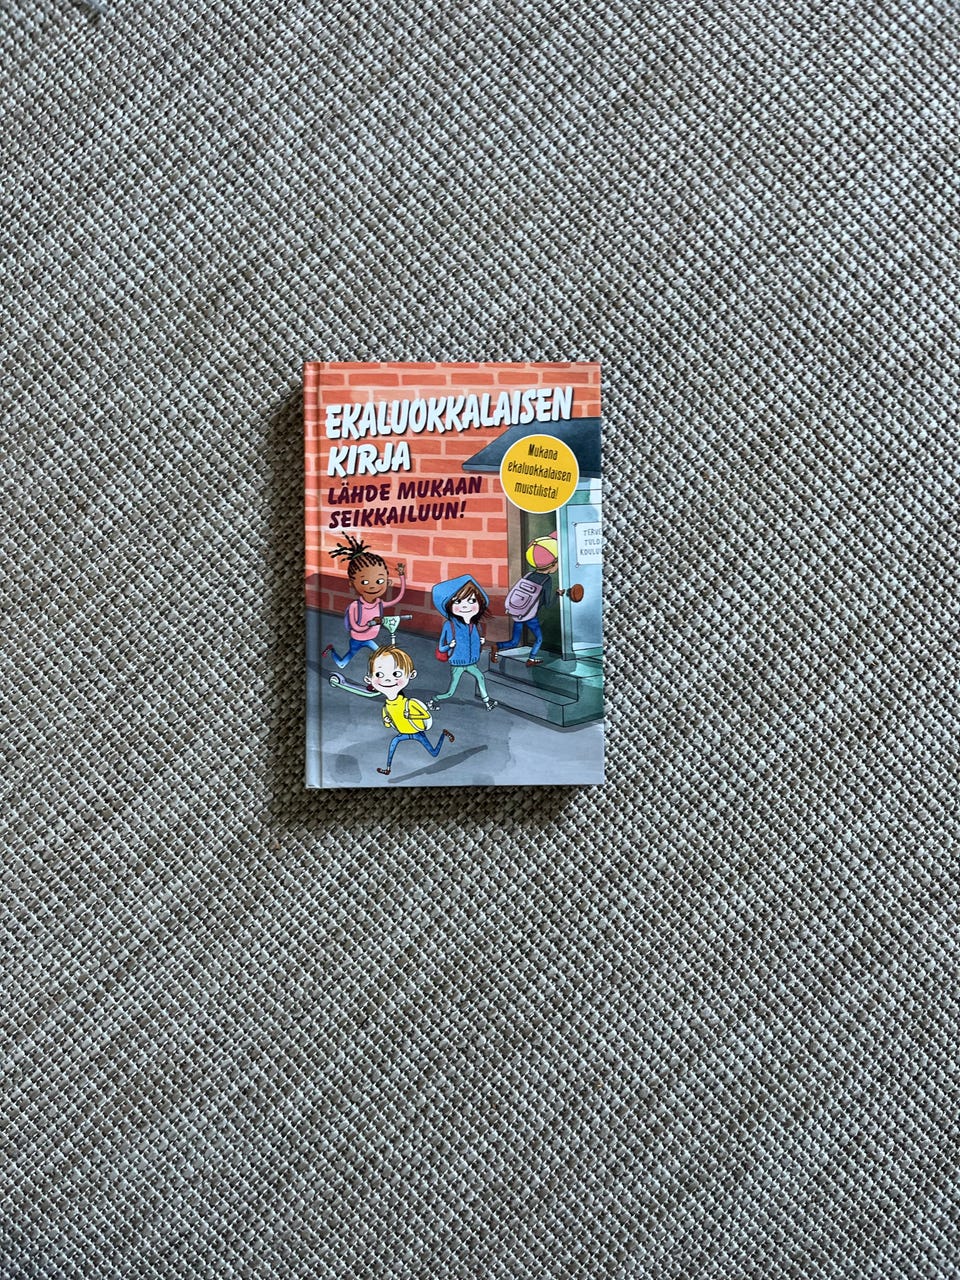 EKALUOKKALAISEN
KIRJA
LÄHDE MUKAAN
SEIKKAILUUN!
Mukana
ekaluokkalaisen
muistilista!